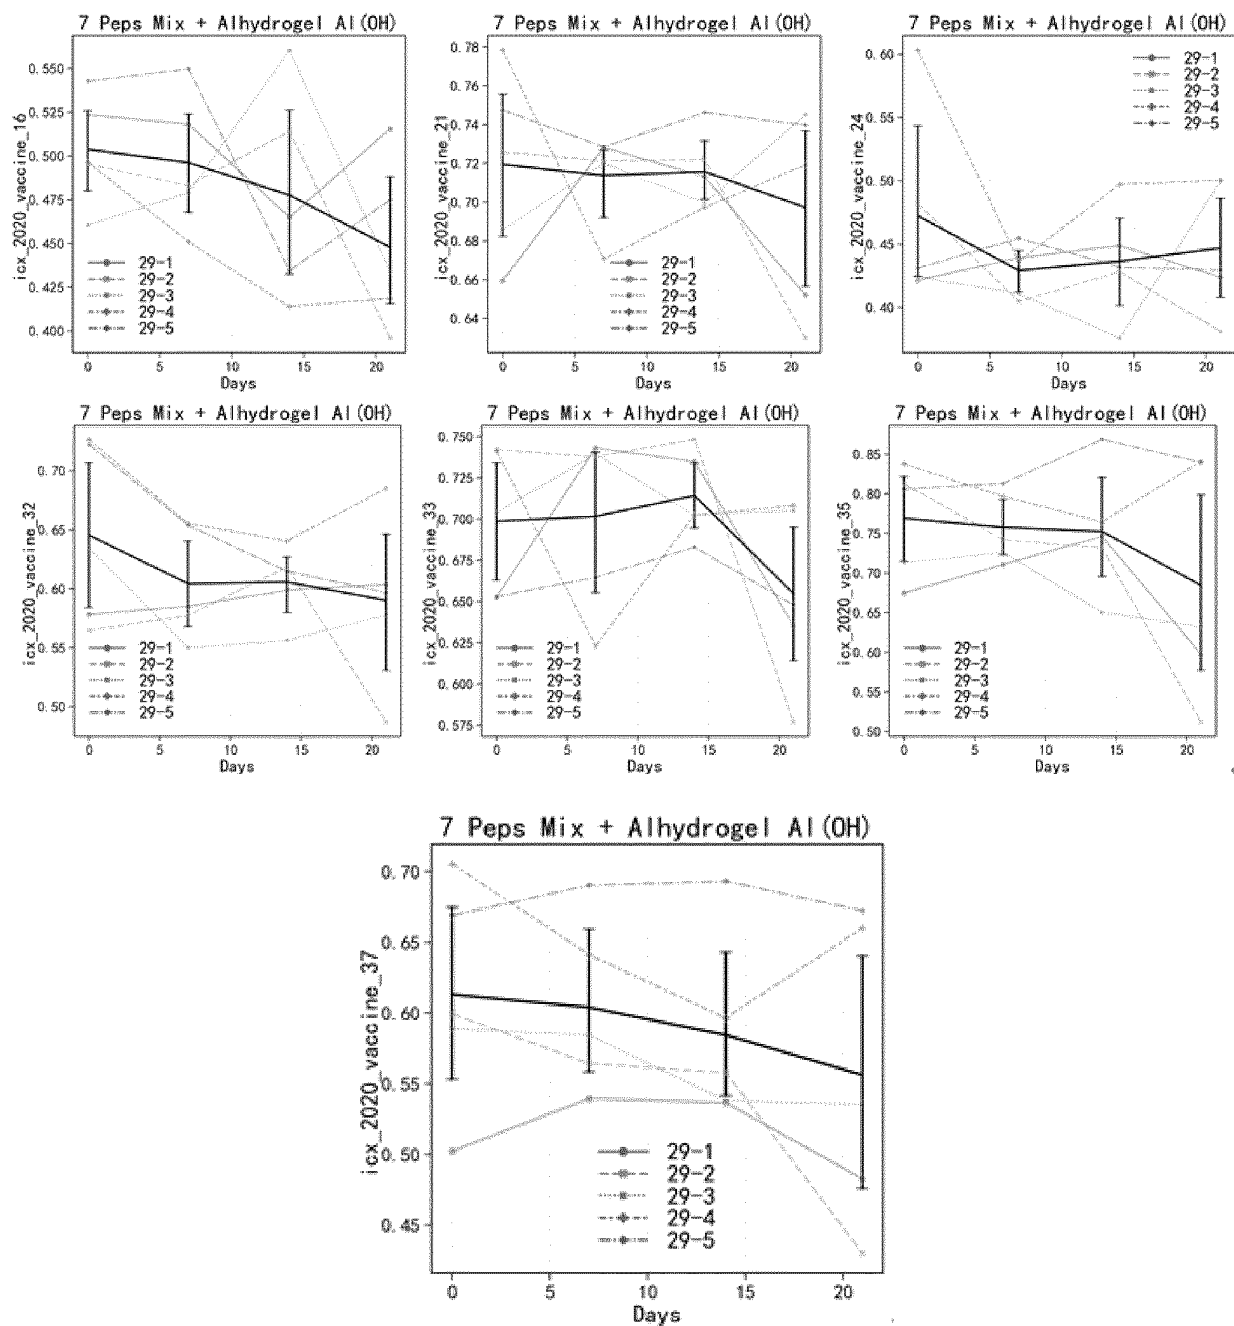 7 Peps Mix + Alhydrogel Al(OH)
icx_2020_vaccine_16
0.550
0.525
0.500
0.475
0.450
0.425
0.400
29-1
29-2
29-3
29-4
29-5
0 5 10 15 20
Days
7 Peps Mix + Alhydrogel Al(OH)
icx_2020_vaccine_21
0.78
0.76
0.74
0.72
0.70
0.68
0.66
0.64
29-1
29-2
29-3
29-4
29-5
0 5 10 15 20
Days
7 Peps Mix + Alhydrogel Al(OH)
icx_2020_vaccine_24
0.60
0.55
0.50
0.45
0.40
29-1
29-2
29-3
29-4
29-5
0 5 10 15 20
Days
7 Peps Mix + Alhydrogel Al(OH)
icx_2020_vaccine_32
0.70
0.65
0.60
0.55
0.50
29-1
29-2
29-3
29-4
29-5
0 5 10 15 20
Days
7 Peps Mix + Alhydrogel Al(OH)
icx_2020_vaccine_33
0.750
0.725
0.700
0.675
0.650
0.625
0.600
0.575
29-1
29-2
29-3
29-4
29-5
0 5 10 15 20
Days
7 Peps Mix + Alhydrogel Al(OH)
icx_2020_vaccine_35
0.85
0.80
0.75
0.70
0.65
0.60
0.55
0.50
29-1
29-2
29-3
29-4
29-5
0 5 10 15 20
Days
7 Peps Mix + Alhydrogel Al(OH)
icx_2020_vaccine_37
0.70
0.65
0.60
0.55
0.50
0.45
29-1
29-2
29-3
29-4
29-5
0 5 10 15 20
Days